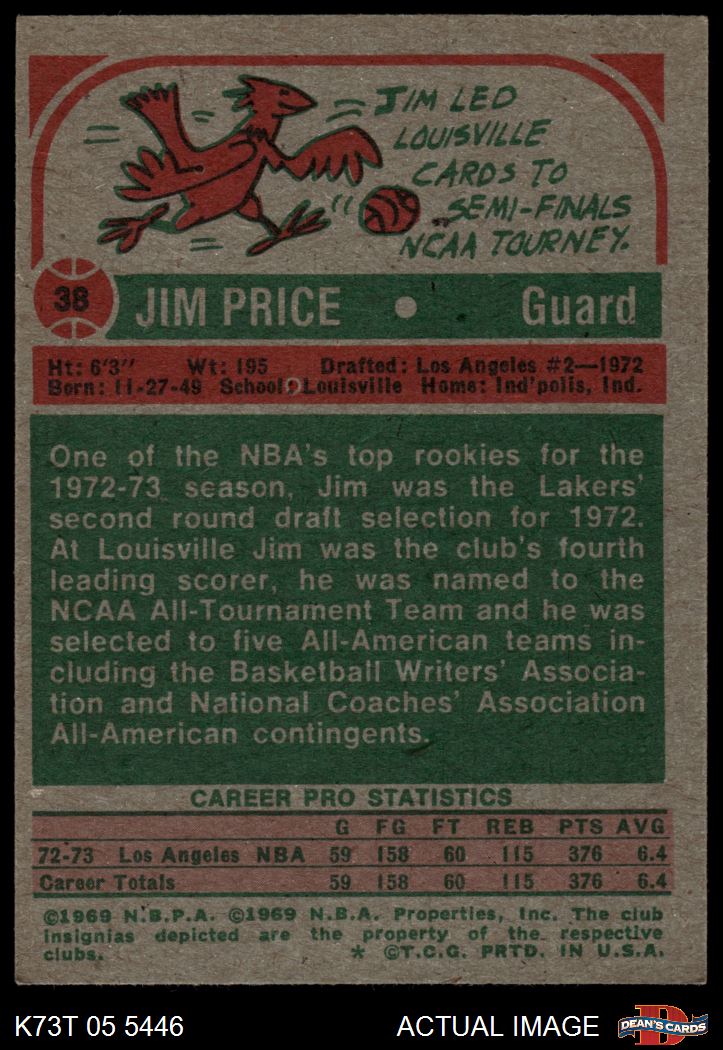 JIM LED
LOUISVILLE
CARDS TO
SEMI-FINALS
NCAA TOURNEY.
38 JIM PRICE • Guard
Ht: 6'3" Wt: 195 Drafted: Los Angeles #2—1972
Born: 11-27-49 School: Louisville Home: Ind'polis, Ind.
One of the NBA's top rookies for the
1972-73 season, Jim was the Lakers'
second round draft selection for 1972.
At Louisville Jim was the club's fourth
leading scorer, he was named to the
NCAA All-Tournament Team and he was
selected to five All-American teams in-
cluding the Basketball Writers' Associa-
tion and National Coaches' Association
All-American contingents.
CAREER PRO STATISTICS
G FG FT REB PTS AVG
72-73 Los Angeles NBA 59 158 60 115 376 6.4
Career Totals 59 158 60 115 376 6.4
©1969 N.B.P.A. ©1969 N.B.A. Properties, Inc. The club
insignias depicted are the property of the respective
clubs. * ©T.C.G. PRTD. IN U.S.A.
K73T 05 5446 ACTUAL IMAGE DEAN'S CARDS